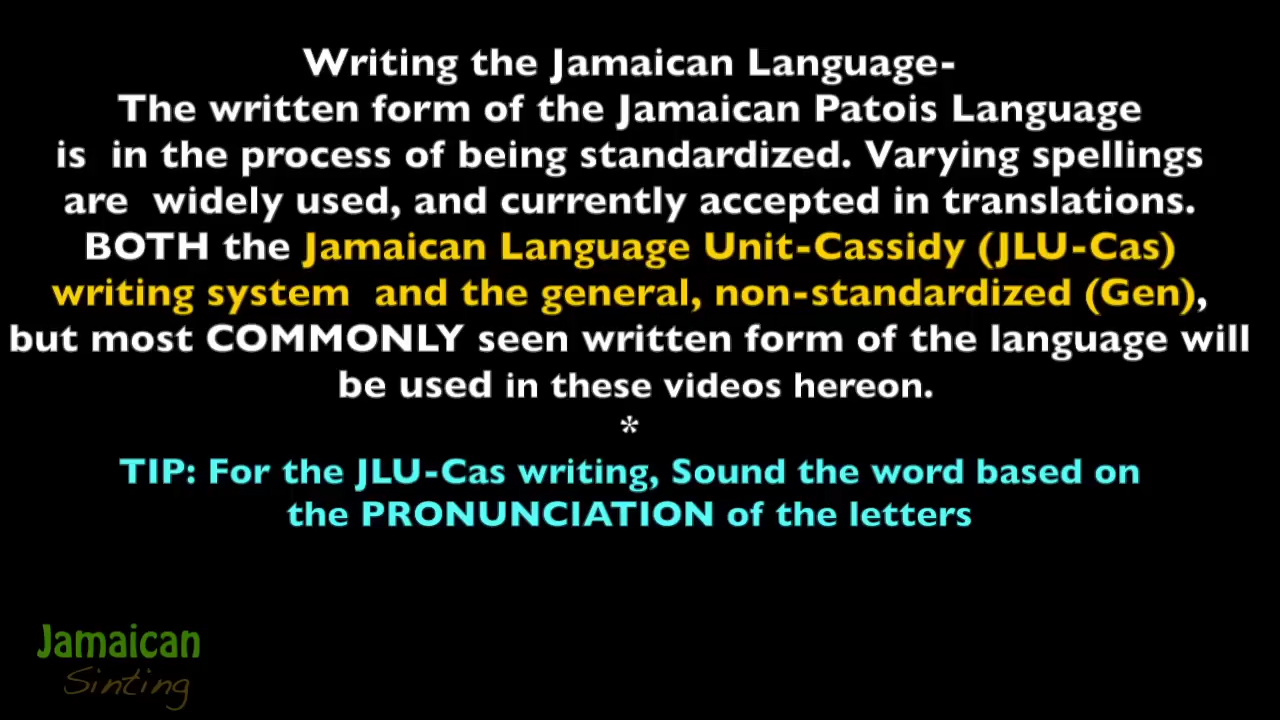 Writing the Jamaican Language-
The written form of the Jamaican Patois Language
is in the process of being standardized. Varying spellings
are widely used, and currently accepted in translations.
BOTH the Jamaican Language Unit-Cassidy (JLU-Cas)
writing system and the general, non-standardized (Gen),
but most COMMONLY seen written form of the language will
be used in these videos hereon.
*
TIP: For the JLU-Cas writing, Sound the word based on
the PRONUNCIATION of the letters
Jamaican
Sinting